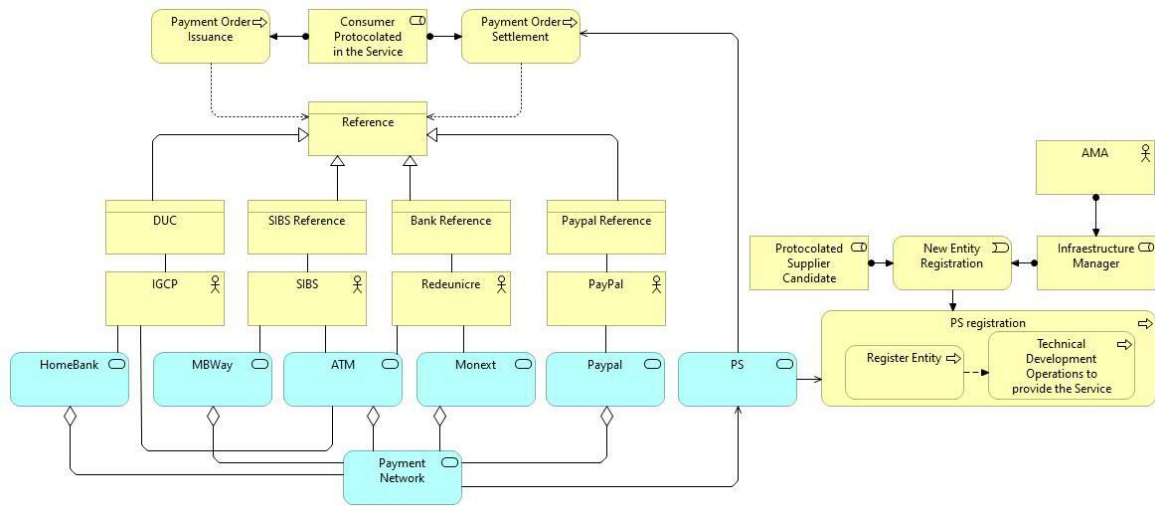 Payment Order
Issuance
Consumer
Protocolated
in the Service
Payment Order
Settlement
Reference
AMA
DUC
SIBS Reference
Bank Reference
Paypal Reference
Protocolated
Supplier
Candidate
New Entity
Registration
Infraestructure
Manager
IGCP
SIBS
Redeunicre
PayPal
PS registration
HomeBank
MBWay
ATM
Monext
Paypal
PS
Register Entity
Technical
Development
Operations to
provide the Service
Payment
Network